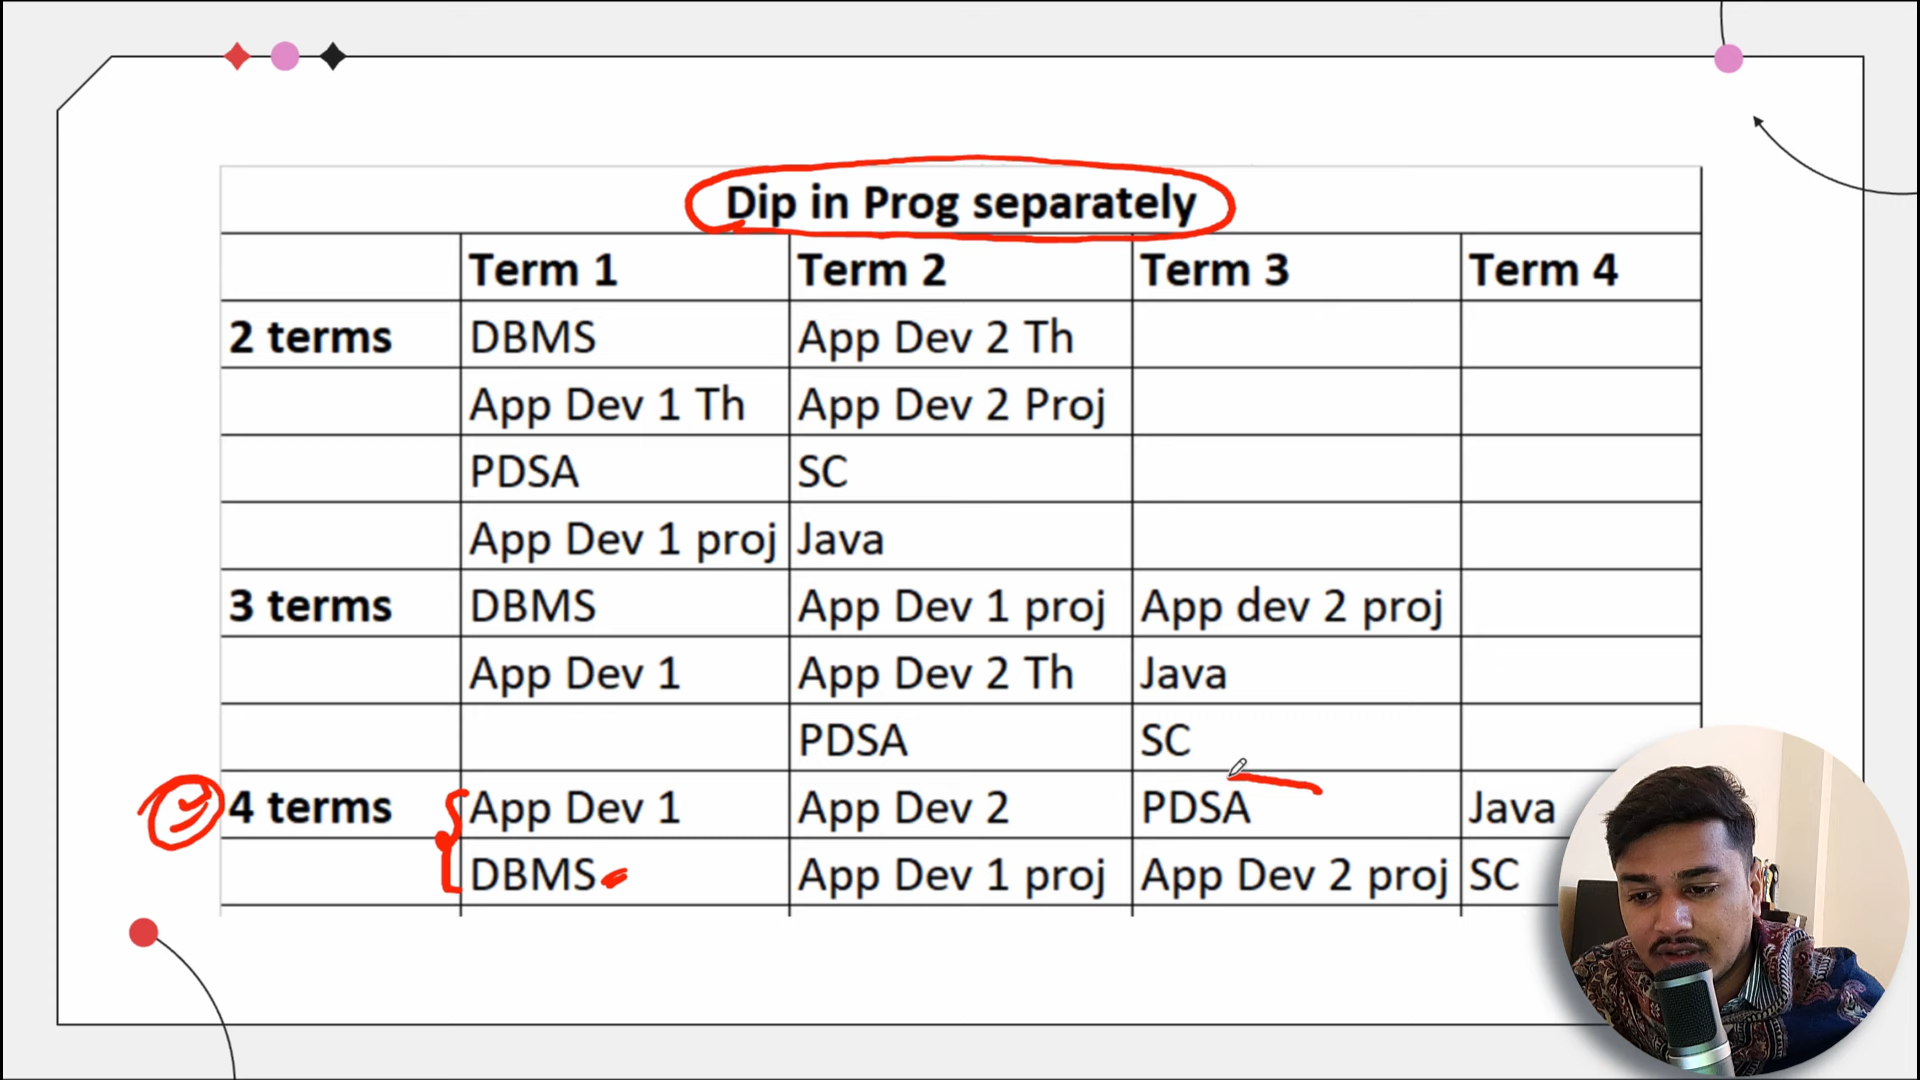 Dip in Prog separately
Term 1 Term 2 Term 3 Term 4
2 terms DBMS App Dev 2 Th
App Dev 1 Th App Dev 2 Proj
PDSA SC
App Dev 1 proj Java
3 terms DBMS App Dev 1 proj App dev 2 proj
App Dev 1 App Dev 2 Th Java
PDSA SC
4 terms App Dev 1 App Dev 2 PDSA Java
DBMS App Dev 1 proj App Dev 2 proj SC